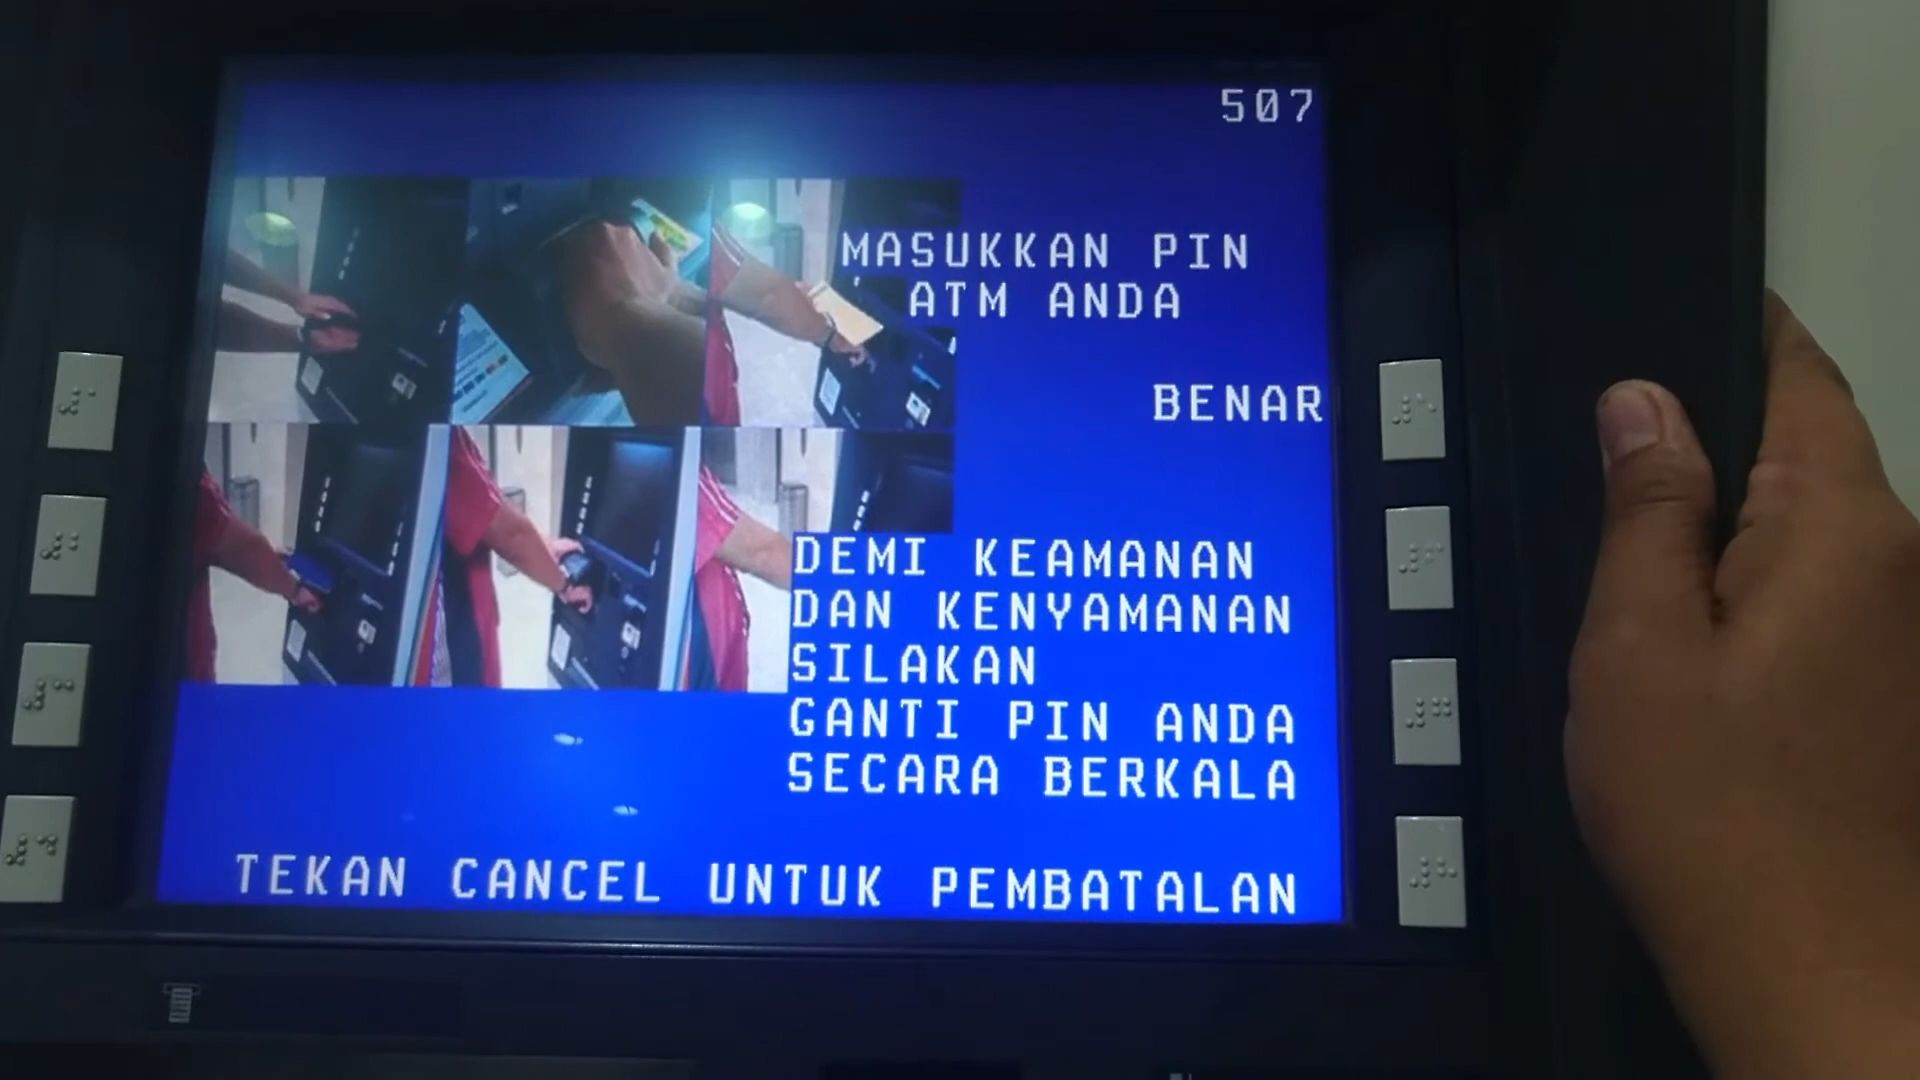 507
MASUKKAN PIN
ATM ANDA
BENAR
DEMI KEAMANAN
DAN KENYAMANAN
SILAKAN
GANTI PIN ANDA
SECARA BERKALA
TEKAN CANCEL UNTUK PEMBATALAN